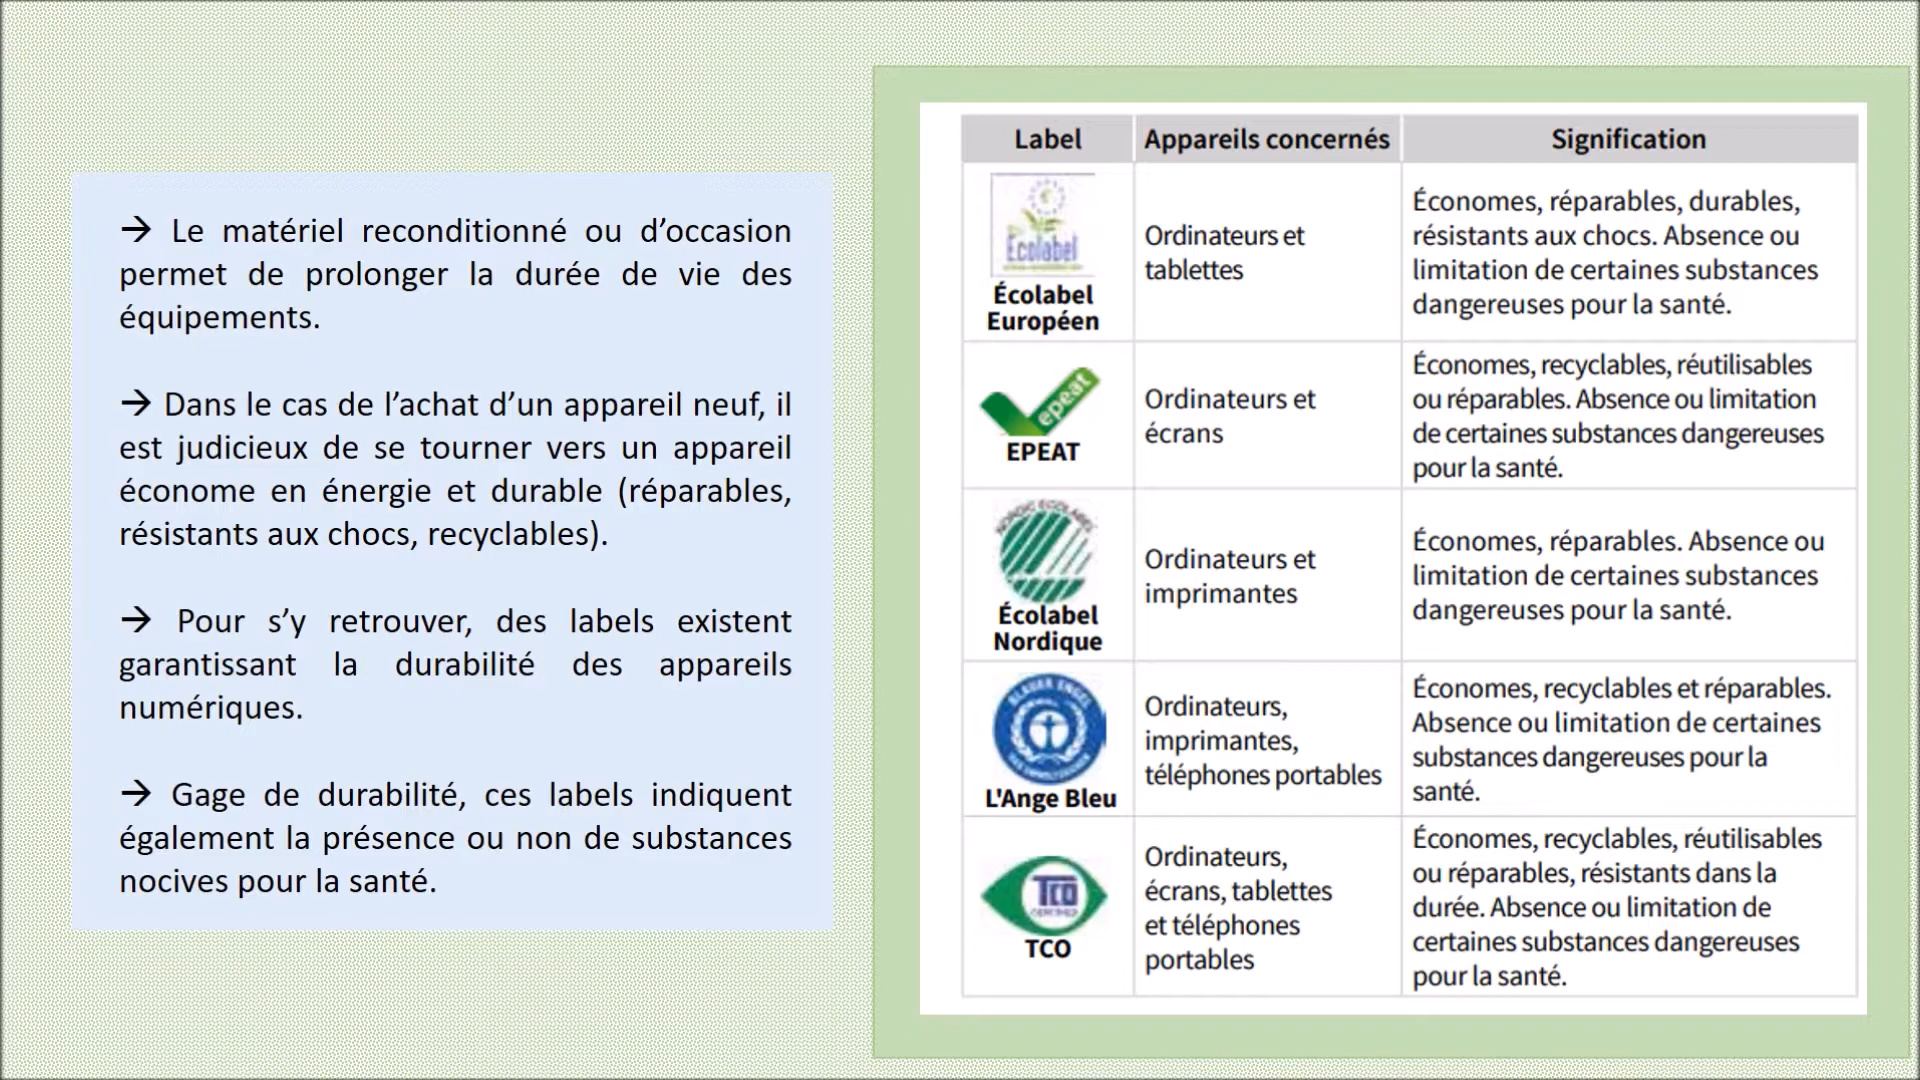 → Le matériel reconditionné ou d’occasion
permet de prolonger la durée de vie des
équipements.
→ Dans le cas de l’achat d’un appareil neuf, il
est judicieux de se tourner vers un appareil
économe en énergie et durable (réparables,
résistants aux chocs, recyclables).
→ Pour s’y retrouver, des labels existent
garantissant la durabilité des appareils
numériques.
→ Gage de durabilité, ces labels indiquent
également la présence ou non de substances
nocives pour la santé.
Label Appareils concernés Signification
Ecolabel
Écolabel
Européen
Ordinateurs et
tablettes
Économes, réparables, durables,
résistants aux chocs. Absence ou
limitation de certaines substances
dangereuses pour la santé.
epeat
EPEAT
Ordinateurs et
écrans
Économes, recyclables, réutilisables
ou réparables. Absence ou limitation
de certaines substances dangereuses
pour la santé.
NORDIC ECOLABEL
Écolabel
Nordique
Ordinateurs et
imprimantes
Économes, réparables. Absence ou
limitation de certaines substances
dangereuses pour la santé.
BLAUER ENGEL
L'Ange Bleu
Ordinateurs,
imprimantes,
téléphones portables
Économes, recyclables et réparables.
Absence ou limitation de certaines
substances dangereuses pour la
santé.
TCO
CERTIFIED
TCO
Ordinateurs,
écrans, tablettes
et téléphones
portables
Économes, recyclables, réutilisables
ou réparables, résistants dans la
durée. Absence ou limitation de
certaines substances dangereuses
pour la santé.